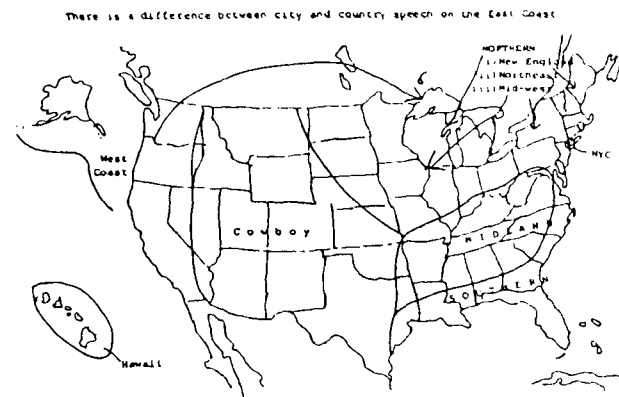 There is a difference between city and country speech on the East Coast
NORTHERN
i) New England
ii) Northeast
iii) Mid-west
NYC
West
Coast
Cowboy
MIDLAND
SOUTHERN
Hawaii